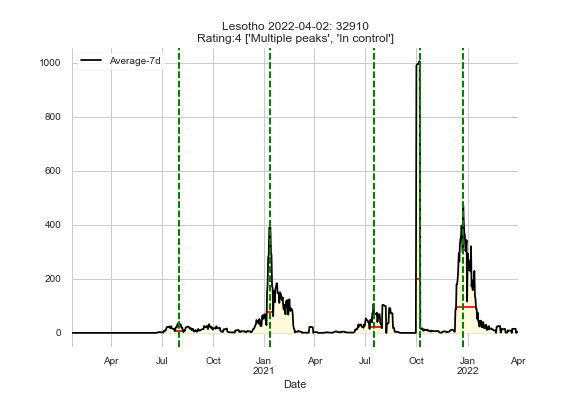 Lesotho 2022-04-02: 32910
Rating:4 ['Multiple peaks', 'In control']
Average-7d
1000
800
600
400
200
0
Apr Jul Oct Jan Apr Jul Oct Jan Apr
2021 2022
Date